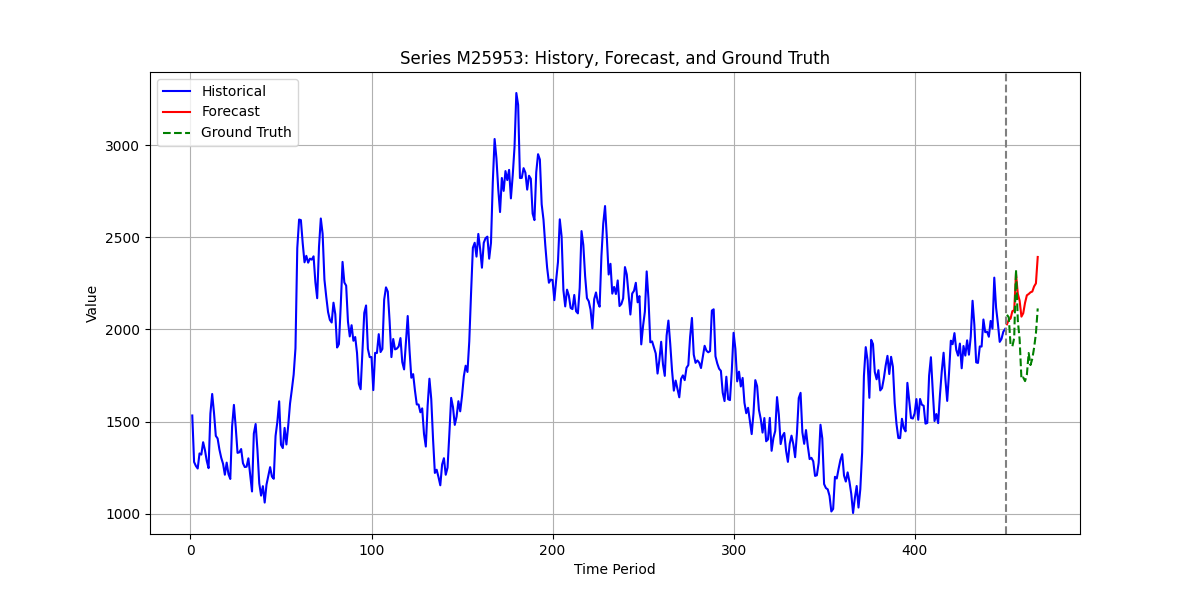 Series M25953: History, Forecast, and Ground Truth
Historical
Forecast
Ground Truth
3000
2500
2000
1500
1000
Value
0 100 200 300 400
Time Period